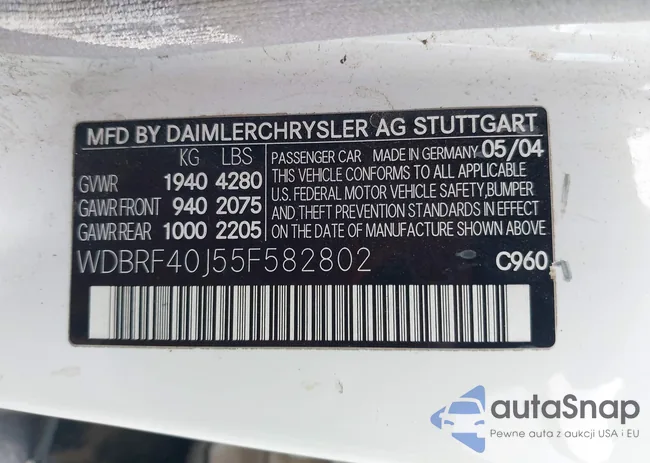 MFD BY DAIMLERCHRYSLER AG STUTTGART
KG LBS
GVWR 1940 4280
GAWR FRONT 940 2075
GAWR REAR 1000 2205
PASSENGER CAR MADE IN GERMANY 05/04
THIS VEHICLE CONFORMS TO ALL APPLICABLE
U.S. FEDERAL MOTOR VEHICLE SAFETY, BUMPER
AND, THEFT PREVENTION STANDARDS IN EFFECT
ON THE DATE OF MANUFACTURE SHOWN ABOVE
WDBRF40J55F582802
C960
autaSnap
Pewne auta z aukcji USA i EU